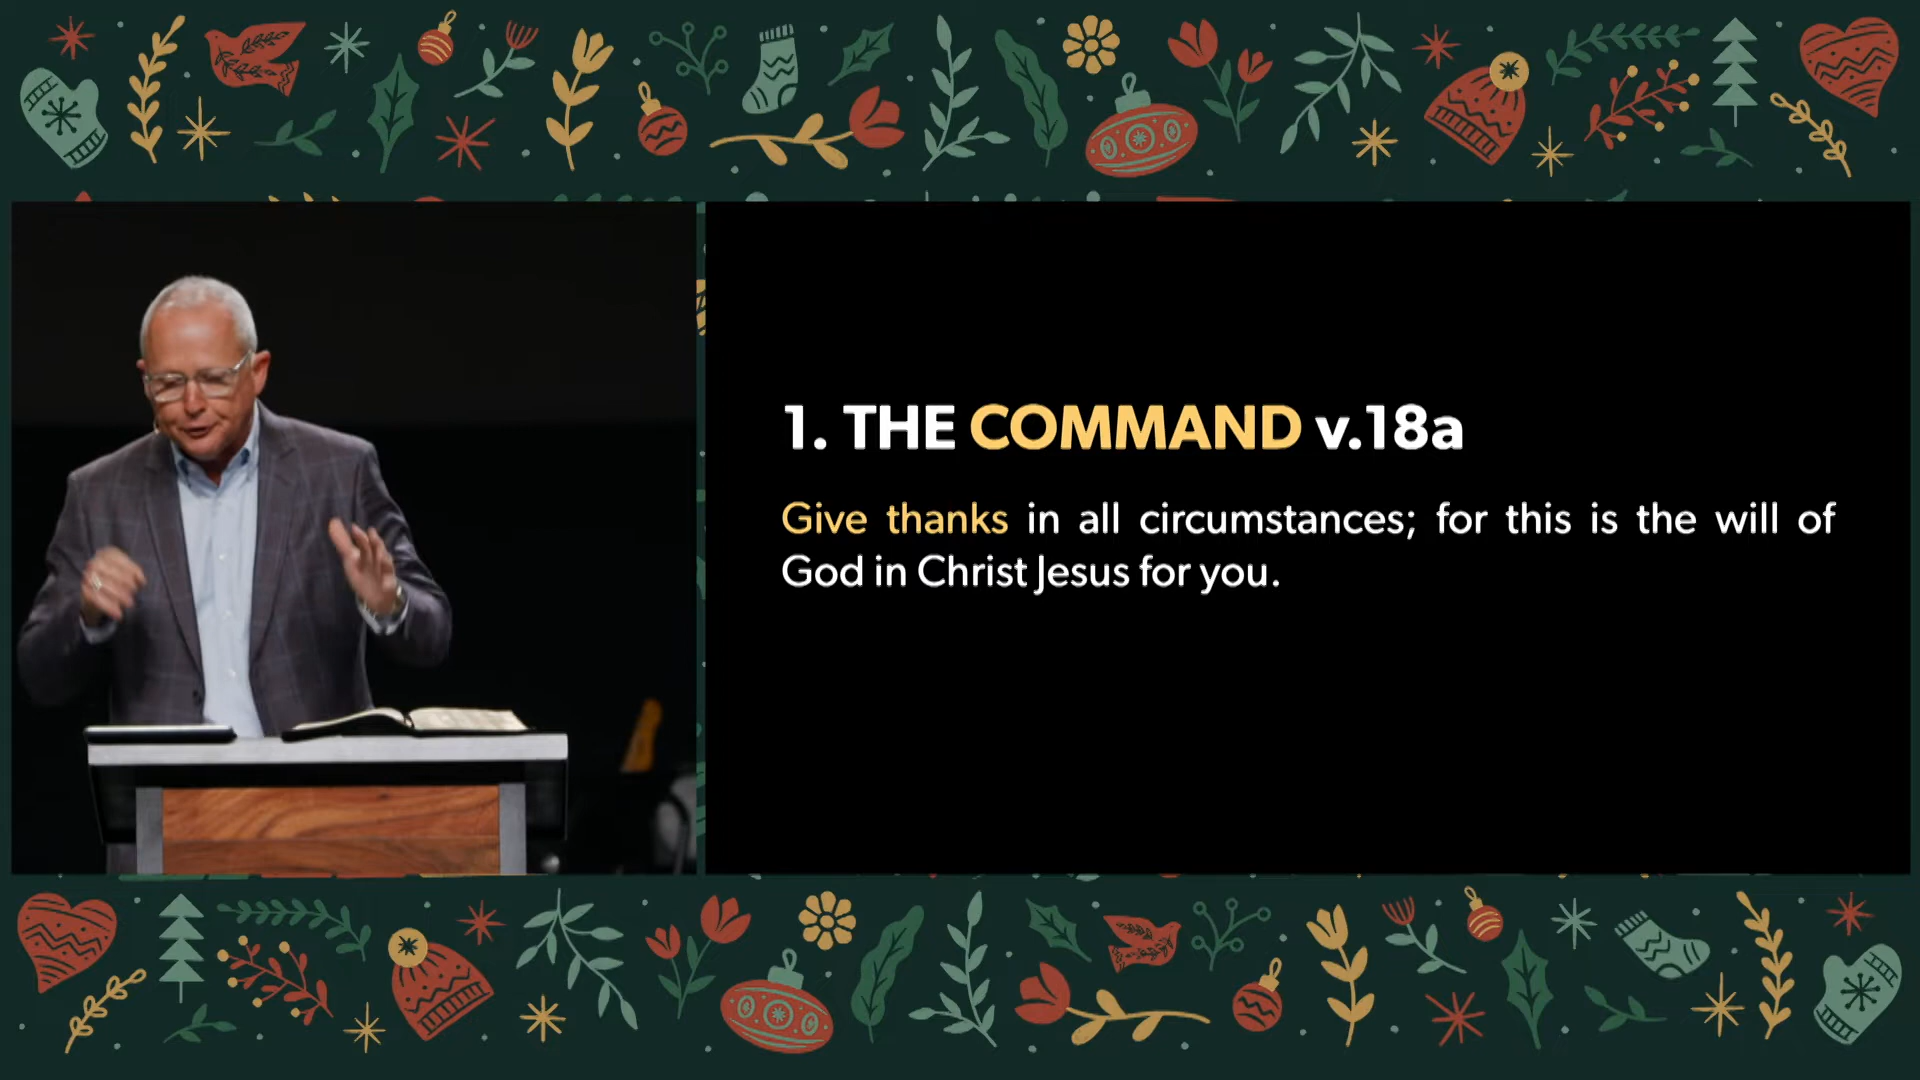 1. THE COMMAND v.18a
Give thanks in all circumstances; for this is the will of
God in Christ Jesus for you.